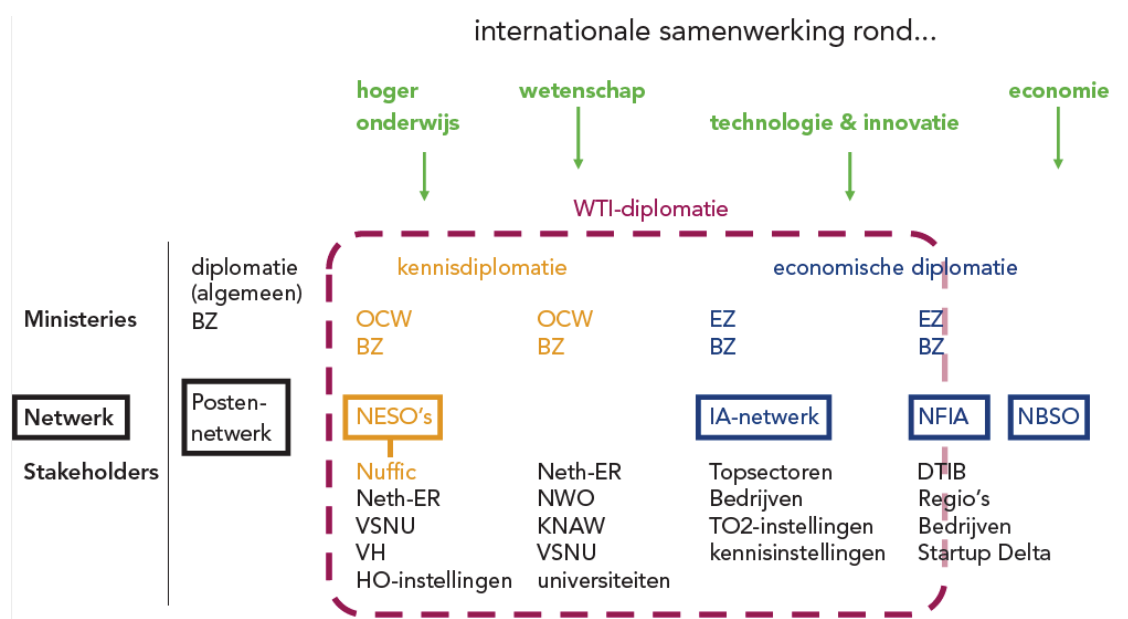 internationale samenwerking rond...
hoger
onderwijs
wetenschap
technologie & innovatie
economie
WTI-diplomatie
diplomatie
(algemeen)
kennisdiplomatie
economische diplomatie
Ministeries
BZ
OCW
BZ
OCW
BZ
EZ
BZ
EZ
BZ
Netwerk
Posten-
netwerk
NESO's
IA-netwerk
NFIA
NBSO
Stakeholders
Nuffic
Neth-ER
VSNU
VH
HO-instellingen
Neth-ER
NWO
KNAW
VSNU
universiteiten
Topsectoren
Bedrijven
TO2-instellingen
kennisinstellingen
DTIB
Regio's
Bedrijven
Startup Delta